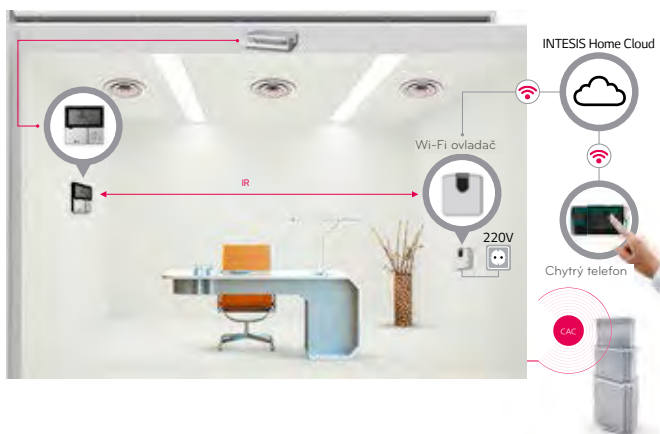 INTESIS Home Cloud
Wi-Fi ovladač
IR
220V
Chytrý telefon
CAC